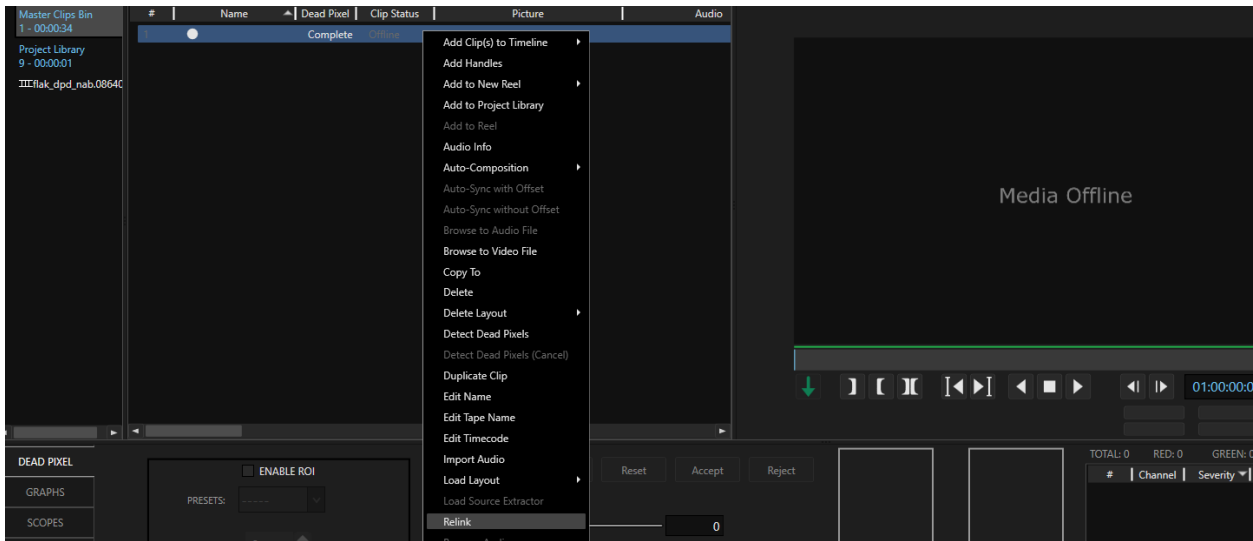 Master Clips Bin
1 - 00:00:34
Project Library
9 - 00:00:01
flak_dpd_nab.08640
# Name Dead Pixel Clip Status Picture Audio
1 Complete Offline
Add Clip(s) to Timeline
Add Handles
Add to New Reel
Add to Project Library
Add to Reel
Audio Info
Auto-Composition
Auto-Sync with Offset
Auto-Sync without Offset
Browse to Audio File
Browse to Video File
Copy To
Delete
Delete Layout
Detect Dead Pixels
Detect Dead Pixels (Cancel)
Duplicate Clip
Edit Name
Edit Tape Name
Edit Timecode
Import Audio
Load Layout
Load Source Extractor
Relink
Media Offline
01:00:00:0
DEAD PIXEL
GRAPHS
SCOPES
ENABLE ROI
PRESETS: -----
Reset Accept Reject
0
TOTAL: 0 RED: 0 GREEN: 0
# Channel Severity